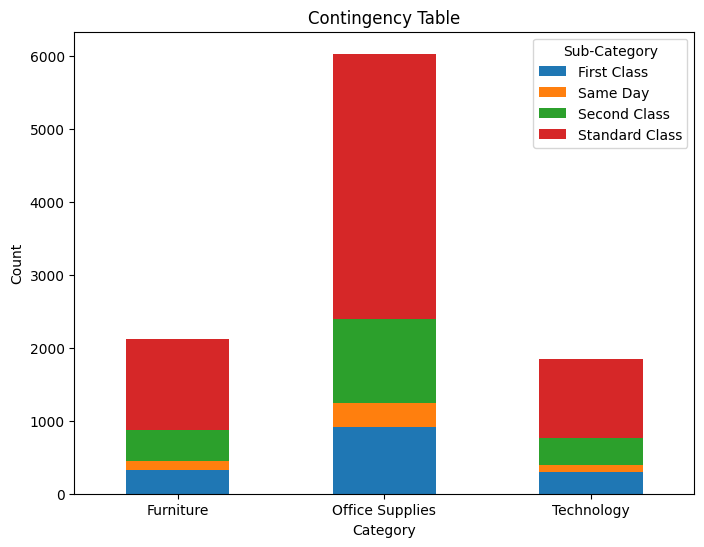 Contingency Table
Sub-Category
First Class
Same Day
Second Class
Standard Class
6000
5000
4000
3000
2000
1000
0
Count
Furniture
Office Supplies
Technology
Category